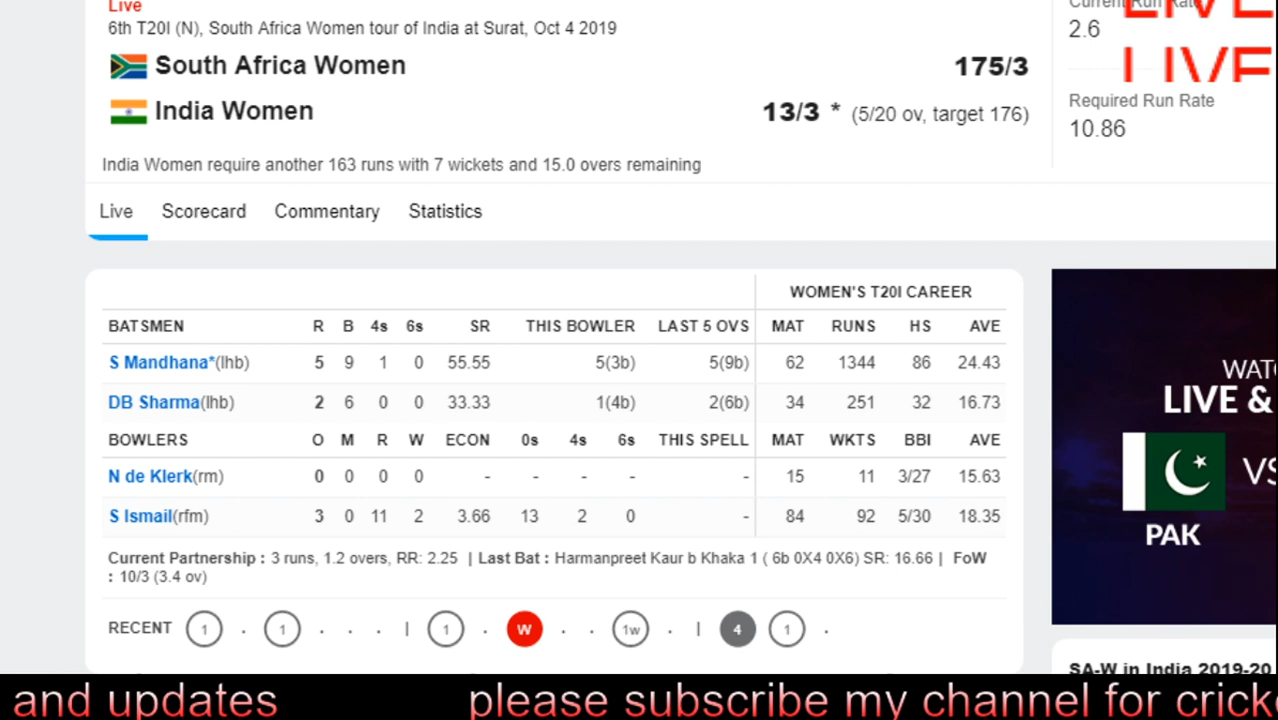 Live
6th T20I (N), South Africa Women tour of India at Surat, Oct 4 2019
South Africa Women 175/3
India Women 13/3 * (5/20 ov, target 176)
India Women require another 163 runs with 7 wickets and 15.0 overs remaining
Current Run Rate
2.6
LIVE
LIVE
Required Run Rate
10.86
Live Scorecard Commentary Statistics
WOMEN'S T20I CAREER
BATSMEN R B 4s 6s SR THIS BOWLER LAST 5 OVS MAT RUNS HS AVE
S Mandhana*(lhb) 5 9 1 0 55.55 5(3b) 5(9b) 62 1344 86 24.43
DB Sharma(lhb) 2 6 0 0 33.33 1(4b) 2(6b) 34 251 32 16.73
BOWLERS O M R W ECON 0s 4s 6s THIS SPELL MAT WKTS BBI AVE
N de Klerk(rm) 0 0 0 0 - - - - - 15 11 3/27 15.63
S Ismail(rfm) 3 0 11 2 3.66 13 2 0 - 84 92 5/30 18.35
Current Partnership : 3 runs, 1.2 overs, RR: 2.25 | Last Bat : Harmanpreet Kaur b Khaka 1 ( 6b 0X4 0X6) SR: 16.66 | FoW
: 10/3 (3.4 ov)
RECENT 1 . 1 . . . | 1 . W . . 1w . | 4 1 .
LIVE &
VS
PAK
SA-W in India 2019-20
and updates please subscribe my channel for